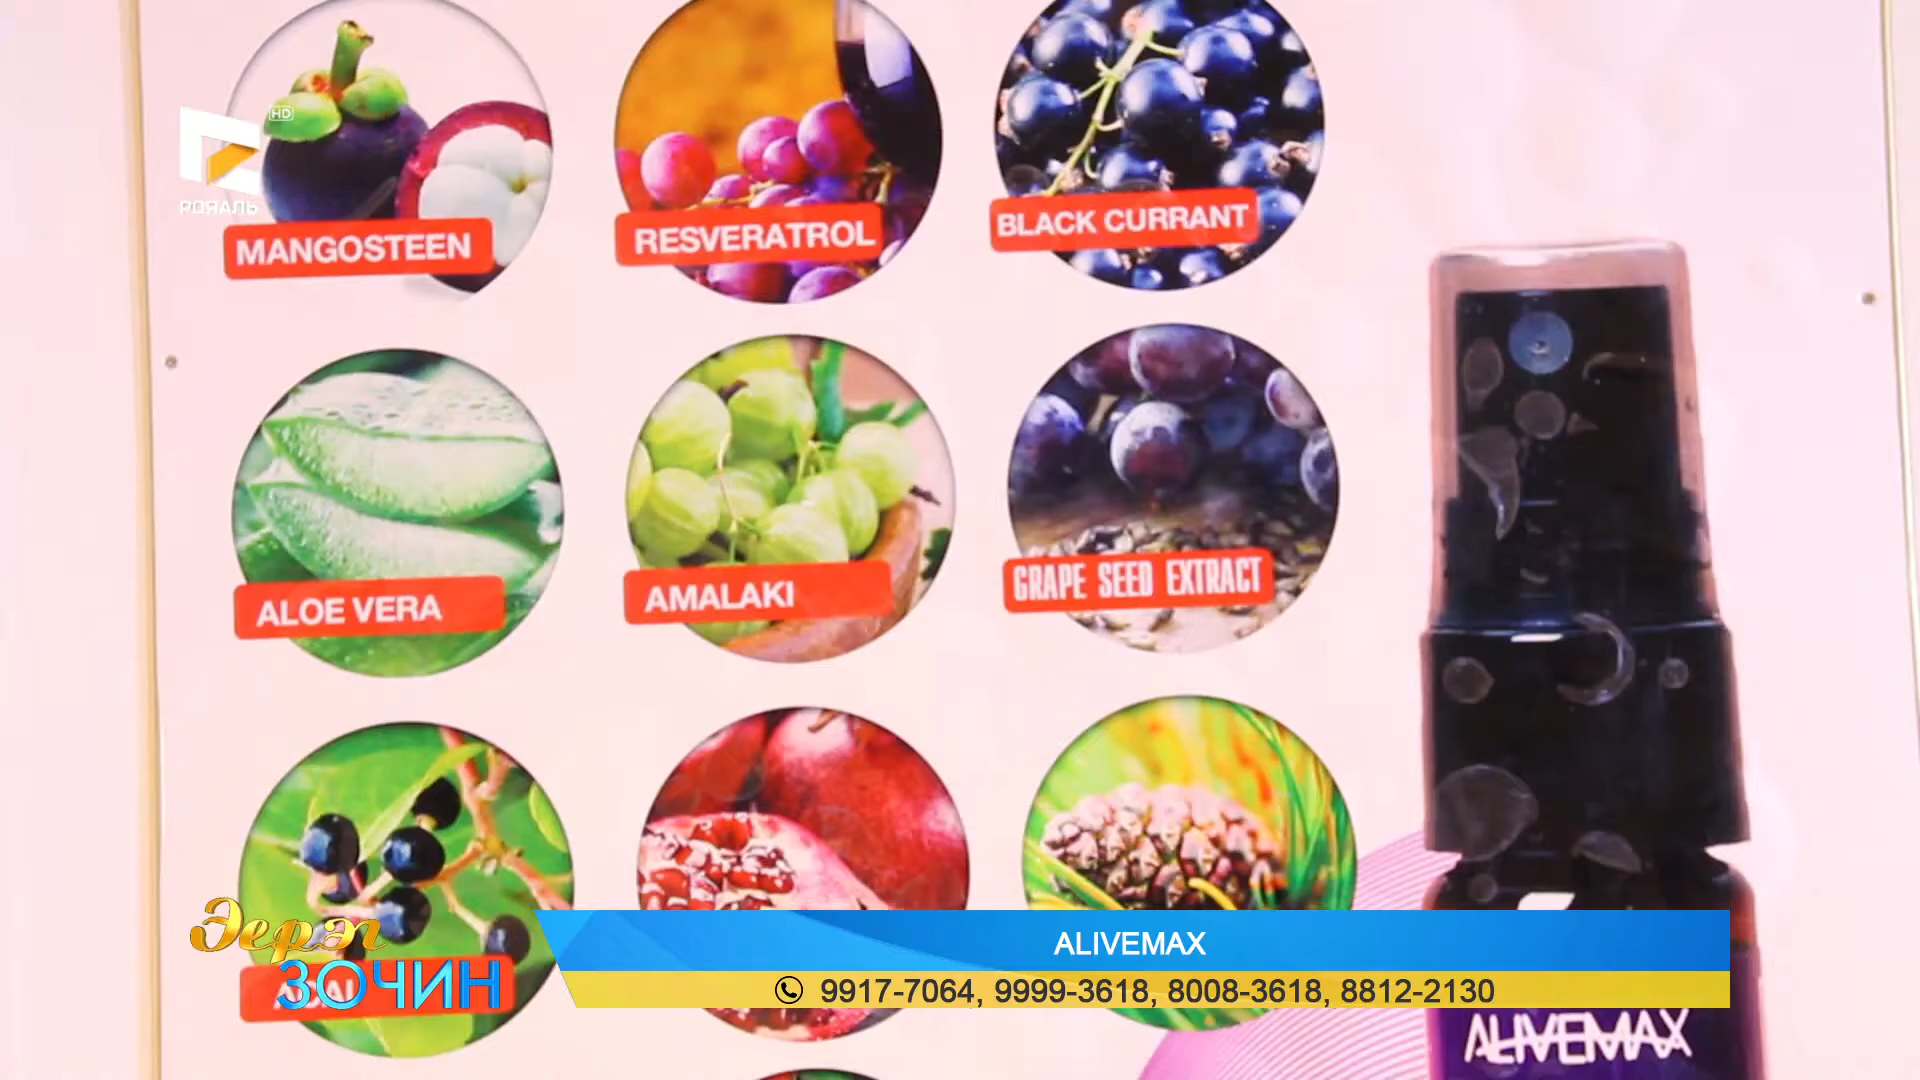 HD
РОЯАЛЬ
MANGOSTEEN
RESVERATROL
BLACK CURRANT
ALOE VERA
AMALAKI
GRAPE SEED EXTRACT
Эерэг
ЗОЧИН
ALIVEMAX
9917-7064, 9999-3618, 8008-3618, 8812-2130
ALIVEMAX